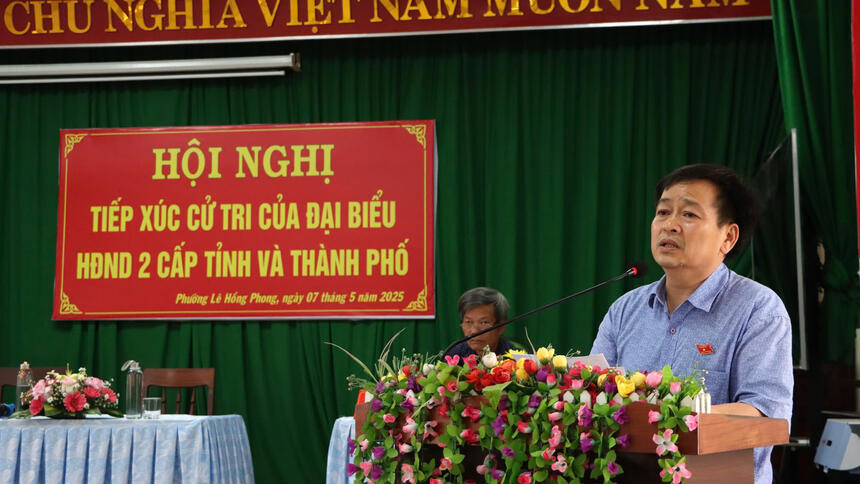 CHỦ NGHĨA VIỆT NAM MUÔN NĂM
HỘI NGHỊ
TIẾP XÚC CỬ TRI CỦA ĐẠI BIỂU
HĐND 2 CẤP TỈNH VÀ THÀNH PHỐ
Phường Lê Hồng Phong, ngày 07 tháng 5 năm 2025